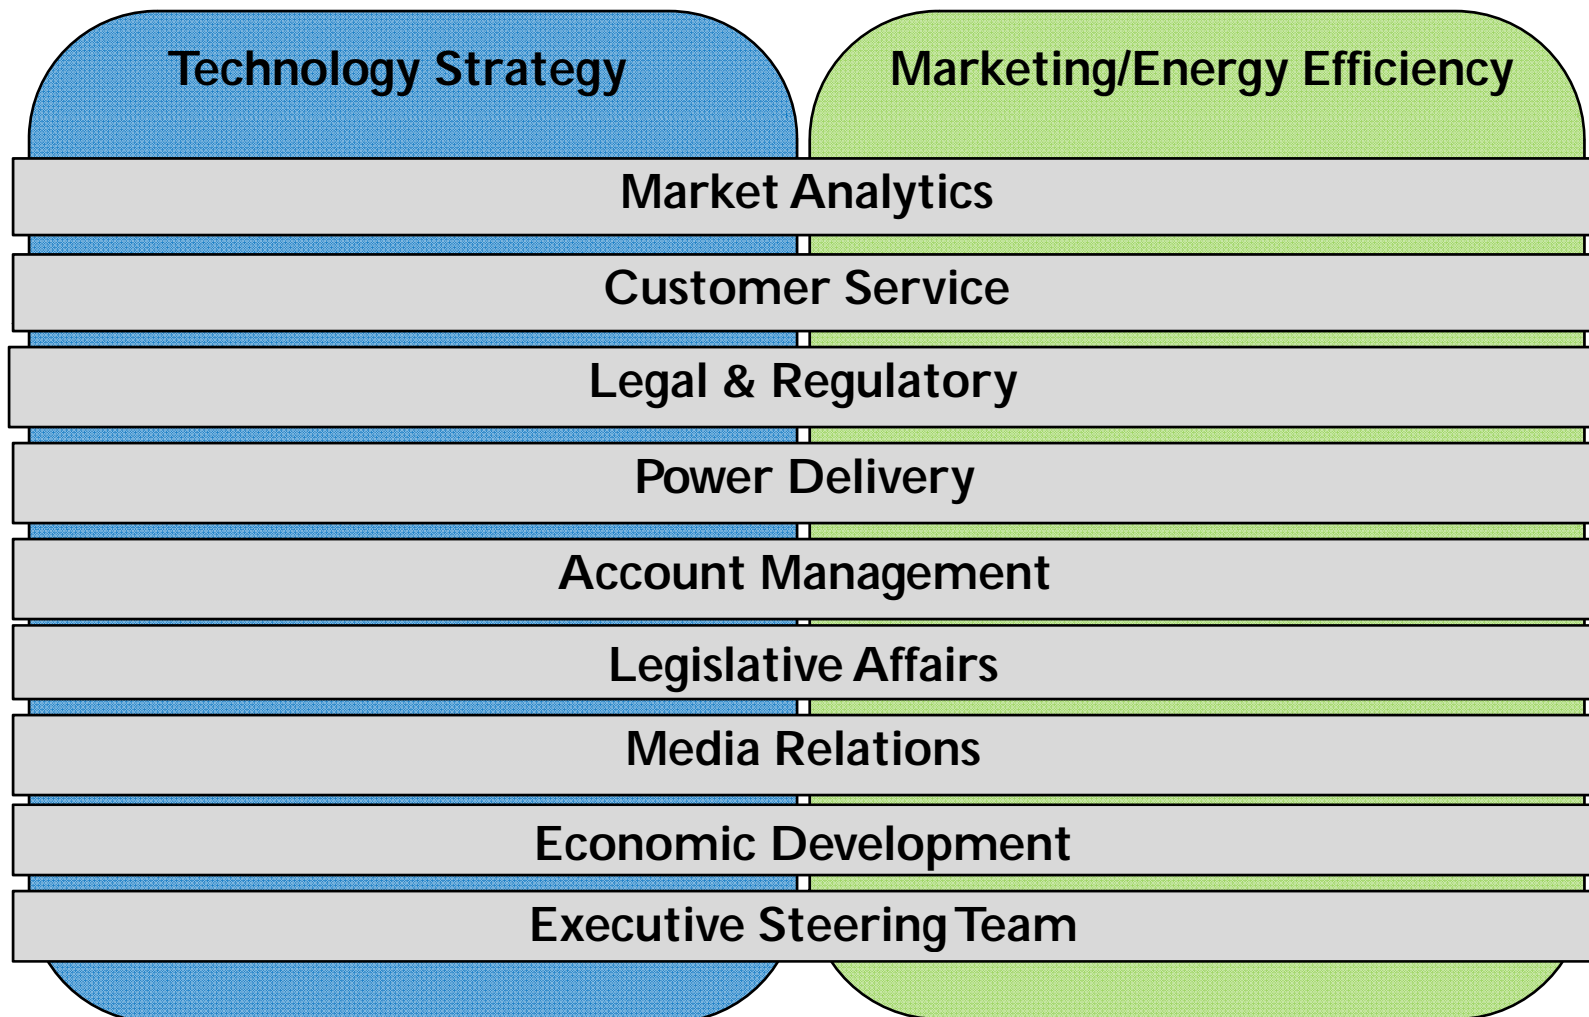 Technology Strategy
Marketing/Energy Efficiency
Market Analytics
Customer Service
Legal & Regulatory
Power Delivery
Account Management
Legislative Affairs
Media Relations
Economic Development
Executive Steering Team